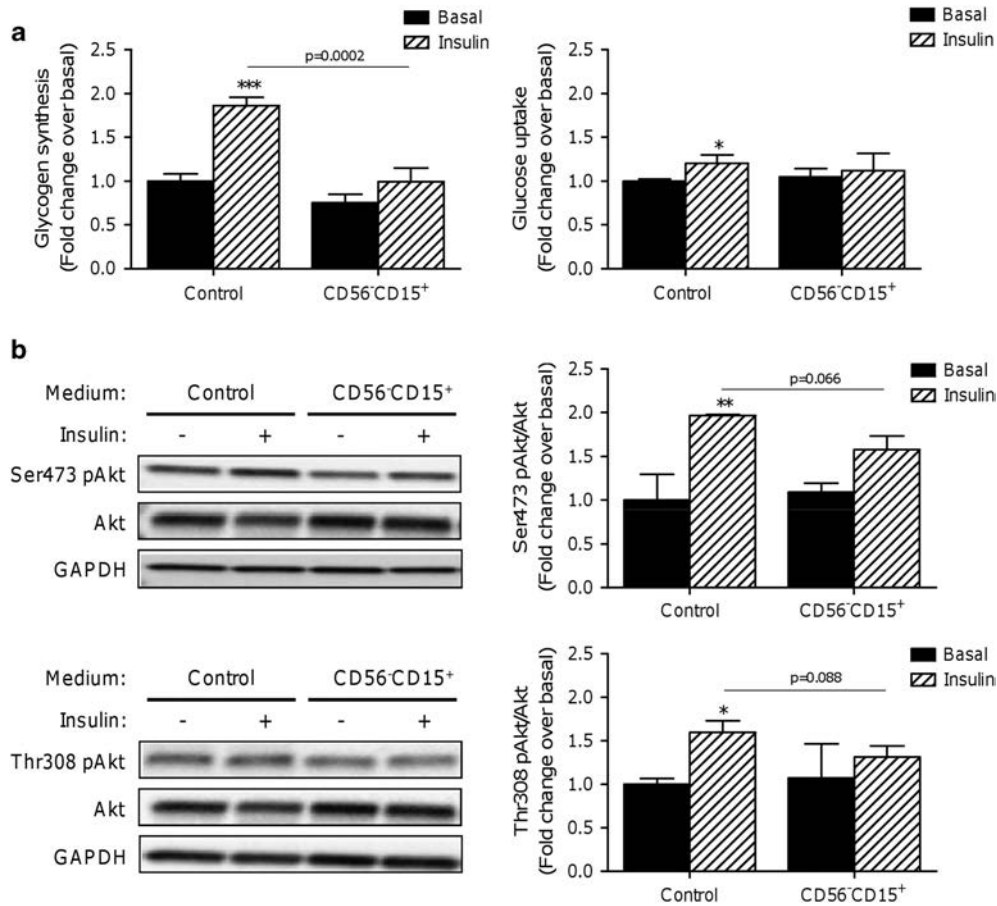 a
Basal
Insulin
Glycogen synthesis
(Fold change over basal)
2.5
2.0
1.5
1.0
0.5
0.0
p=0.0002
***
Control
CD56-CD15+
Basal
Insulin
Glucose uptake
(Fold change over basal)
2.5
2.0
1.5
1.0
0.5
0.0
*
Control
CD56-CD15+
b
Medium: Control CD56-CD15+
Insulin: - + - +
Ser473 pAkt
Akt
GAPDH
Basal
Insulin
Ser473 pAkt/Akt
(Fold change over basal)
2.5
2.0
1.5
1.0
0.5
0.0
p=0.066
**
Control
CD56-CD15+
Medium: Control CD56-CD15+
Insulin: - + - +
Thr308 pAkt
Akt
GAPDH
Basal
Insulin
Thr308 pAkt/Akt
(Fold change over basal)
2.5
2.0
1.5
1.0
0.5
0.0
p=0.088
*
Control
CD56-CD15+